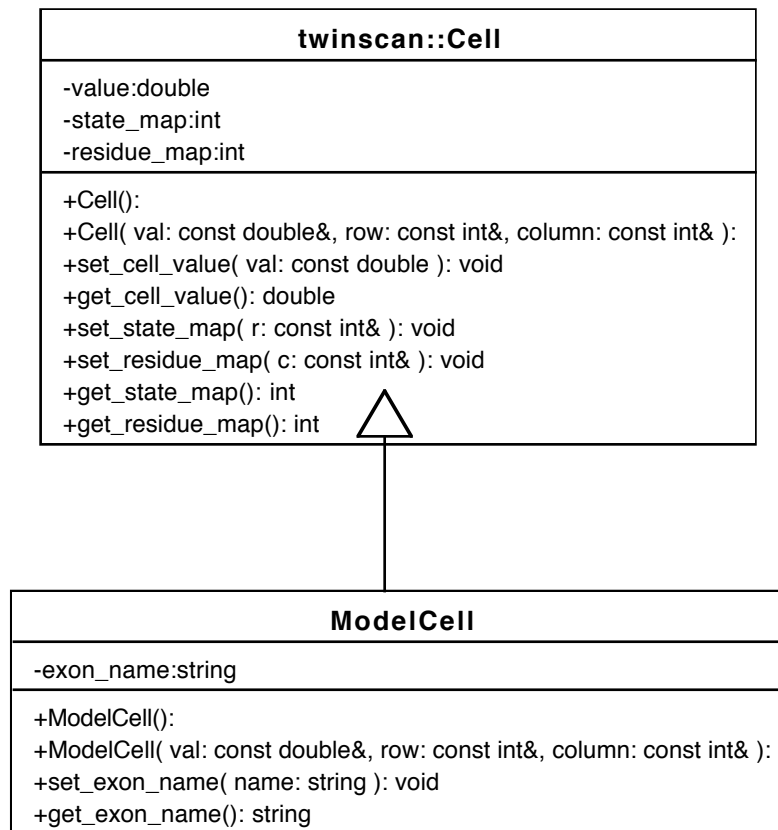 twinscan::Cell
-value:double
-state_map:int
-residue_map:int
+Cell():
+Cell( val: const double&, row: const int&, column: const int& ):
+set_cell_value( val: const double ): void
+get_cell_value(): double
+set_state_map( r: const int& ): void
+set_residue_map( c: const int& ): void
+get_state_map(): int
+get_residue_map(): int
ModelCell
-exon_name:string
+ModelCell():
+ModelCell( val: const double&, row: const int&, column: const int& ):
+set_exon_name( name: string ): void
+get_exon_name(): string